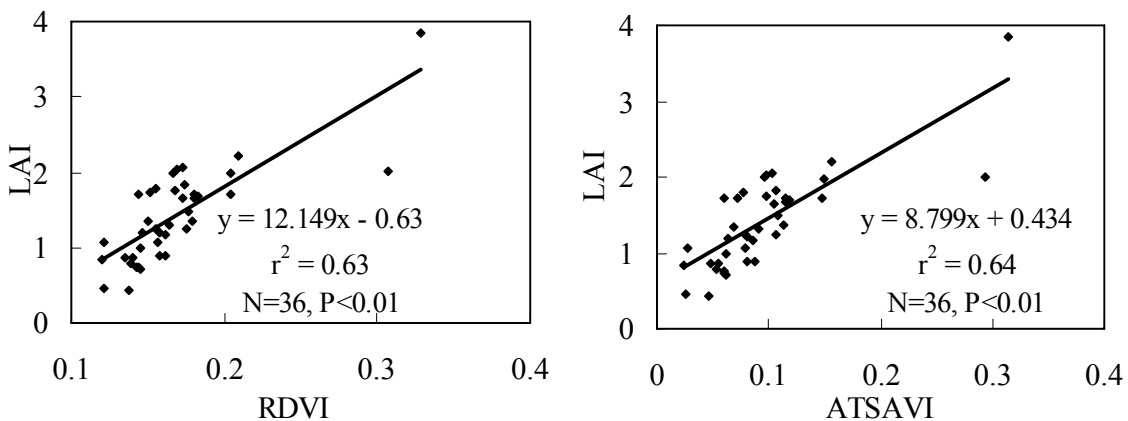 4
3
2
1
0
LAI
y = 12.149x - 0.63
r² = 0.63
N=36, P<0.01
0.1 0.2 0.3 0.4
RDVI
4
3
2
1
0
LAI
y = 8.799x + 0.434
r² = 0.64
N=36, P<0.01
0 0.1 0.2 0.3 0.4
ATSAVI